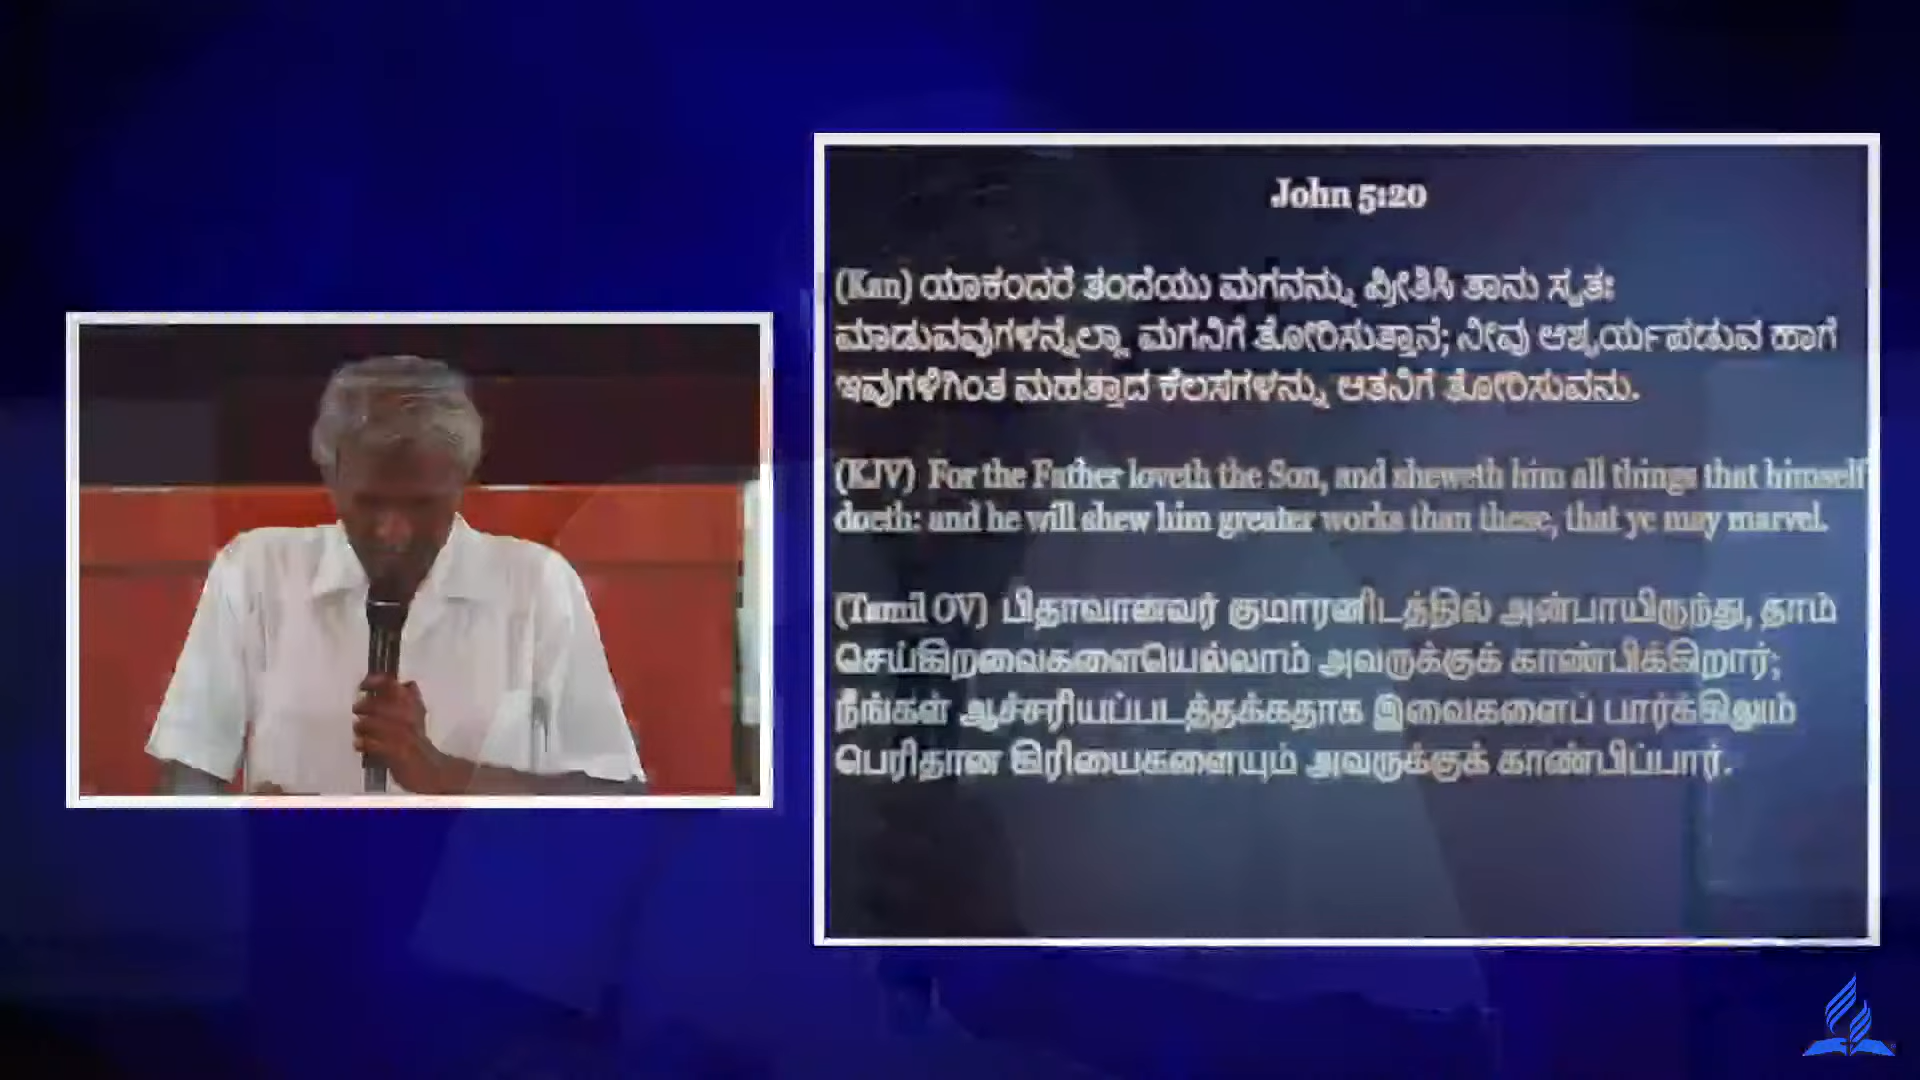 John 5:20
(Kan) ಯಾಕಂದರೆ ತಂದೆಯು ಮಗನನ್ನು ಪ್ರೀತಿಸಿ ತಾನು ಸ್ವತಃ
ಮಾಡುವವುಗಳನ್ನೆಲ್ಲಾ ಮಗನಿಗೆ ತೋರಿಸುತ್ತಾನೆ; ನೀವು ಆಶ್ಚರ್ಯಪಡುವ ಹಾಗೆ
ಇವುಗಳಿಗಿಂತ ಮಹತ್ತಾದ ಕೆಲಸಗಳನ್ನು ಆತನಿಗೆ ತೋರಿಸುವನು.
(KJV) For the Father loveth the Son, and sheweth him all things that himself
doeth: and he will shew him greater works than these, that ye may marvel.
(Tamil OV) பிதாவானவர் குமாரனிடத்தில் அன்பாயிருந்து, தாம்
செய்கிறவைகளையெல்லாம் அவருக்குக் காண்பிக்கிறார்;
நீங்கள் ஆச்சரியப்படத்தக்கதாக இவைகளைப் பார்க்கிலும்
பெரிதான கிரியைகளையும் அவருக்குக் காண்பிப்பார்.